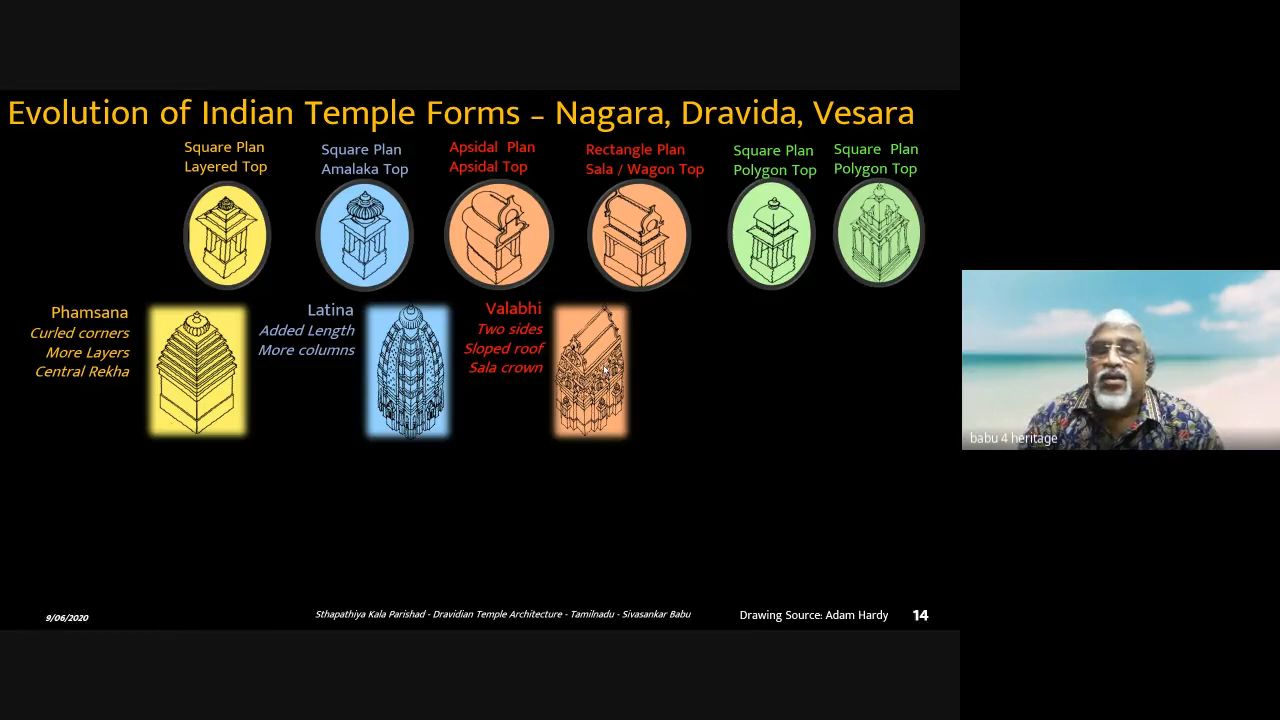 Evolution of Indian Temple Forms – Nagara, Dravida, Vesara
Square Plan
Layered Top
Square Plan
Amalaka Top
Apsidal Plan
Apsidal Top
Rectangle Plan
Sala / Wagon Top
Square Plan
Polygon Top
Square Plan
Polygon Top
Phamsana
Curled corners
More Layers
Central Rekha
Latina
Added Length
More columns
Valabhi
Two sides
Sloped roof
Sala crown
babu 4 heritage
9/06/2020
Sthapathiya Kala Parishad - Dravidian Temple Architecture - Tamilnadu - Sivasankar Babu
Drawing Source: Adam Hardy
14